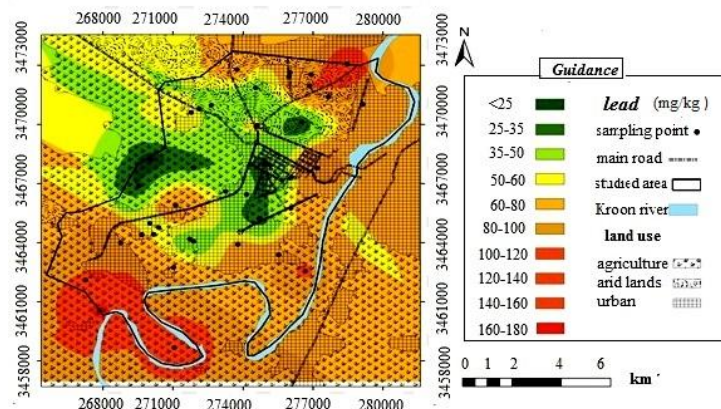 268000 271000 274000 277000 280000
3473000 3470000 3467000 3464000 3461000 3458000
3473000 3470000 3467000 3464000 3461000 3458000
268000 271000 274000 277000 280000
N
Guidance
<25 lead (mg/kg)
25-35 sampling point
35-50 main road
50-60 studied area
60-80 Kroon river
80-100 land use
100-120 agriculture
120-140 arid lands
140-160 urban
160-180
0 1 2 4 6
km